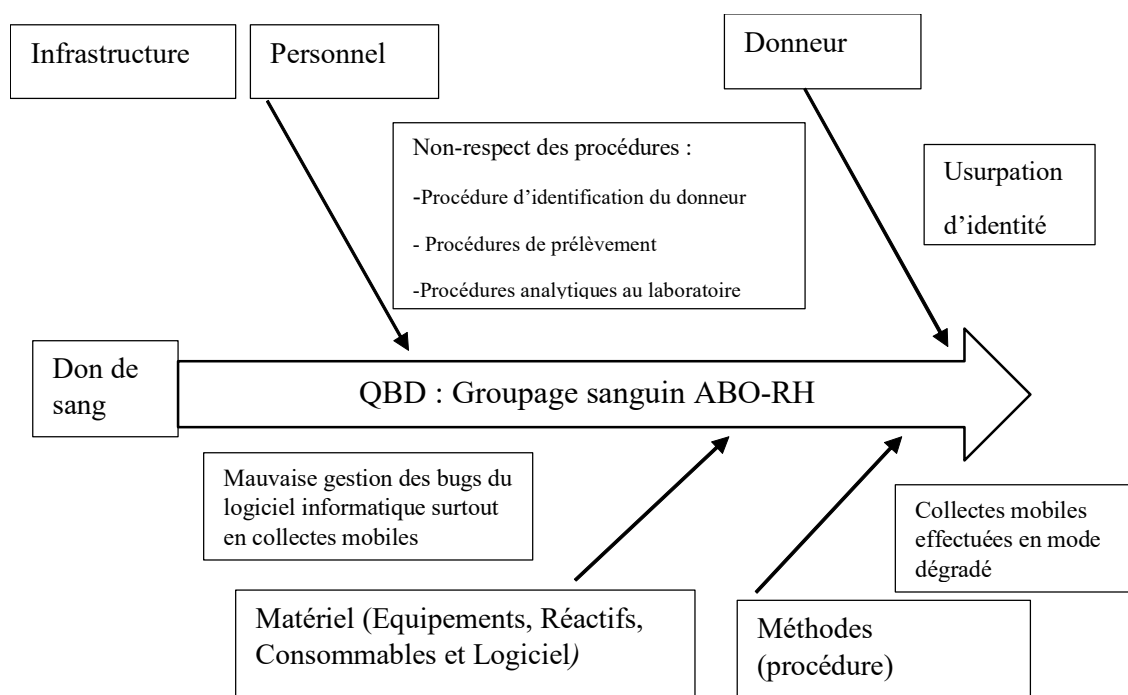 Infrastructure
Personnel
Donneur
Non-respect des procédures :
-Procédure d’identification du donneur
- Procédures de prélèvement
-Procédures analytiques au laboratoire
Usurpation
d’identité
Don de
sang
QBD : Groupage sanguin ABO-RH
Mauvaise gestion des bugs du
logiciel informatique surtout
en collectes mobiles
Collectes mobiles
effectuées en mode
dégradé
Matériel (Equipements, Réactifs,
Consommables et Logiciel)
Méthodes
(procédure)